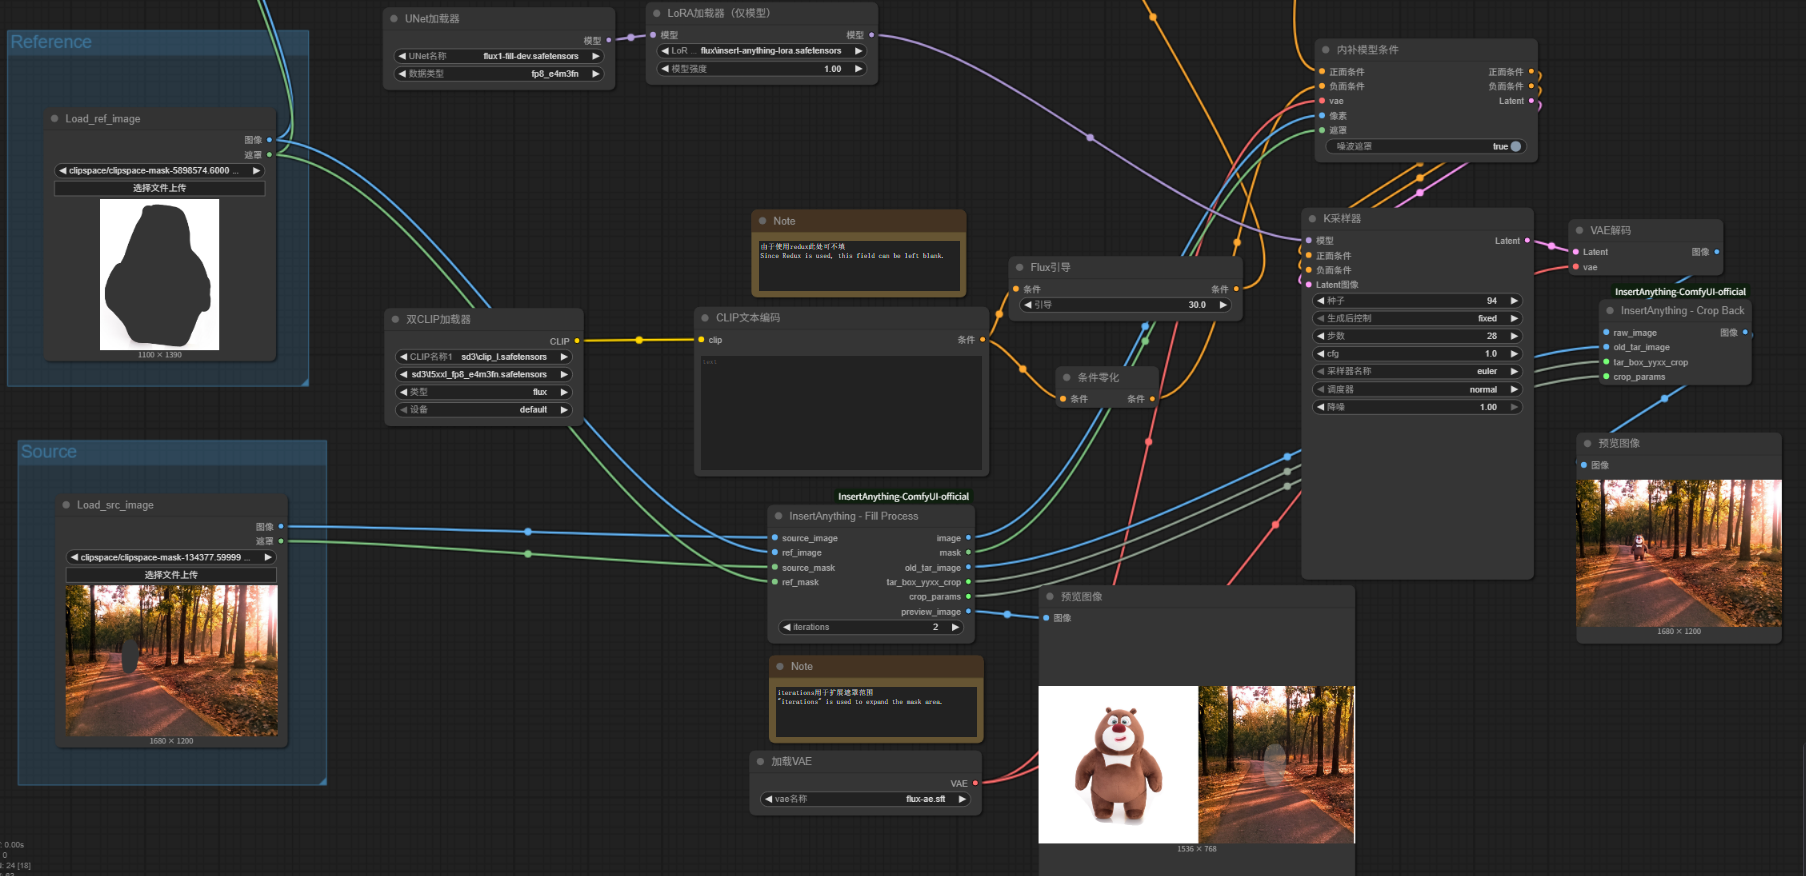 Reference
Load_ref_image
图像
遮罩
clipspace/clipspace-mask-5898574.6000 ...
选择文件上传
1100 × 1390
UNet加载器
模型
UNet名称 flux1-fill-dev.safetensors
数据类型 fp8_e4m3fn
LoRA加载器（仅模型）
模型 模型
LoR ... flux\insert-anything-lora.safetensors
模型强度 1.00
Note
由于使用redux此处可不填
Since Redux is used, this field can be left blank.
双CLIP加载器
CLIP
CLIP名称1 sd3\clip_l.safetensors
sd3\t5xxl_fp8_e4m3fn.safetensors
类型 flux
设备 default
CLIP文本编码
clip 条件
text
Flux引导
条件 条件
引导 30.0
条件零化
条件 条件
内补模型条件
正面条件 正面条件
负面条件 负面条件
vae Latent
像素
遮罩
噪波遮罩 true
K采样器
模型 Latent
正面条件
负面条件
Latent图像
种子 94
生成后控制 fixed
步数 28
cfg 1.0
采样器名称 euler
调度器 normal
降噪 1.00
VAE解码
Latent 图像
vae
InsertAnything-ComfyUI-official
InsertAnything - Crop Back
raw_image 图像
old_tar_image
tar_box_yyxx_crop
crop_params
预览图像
图像
1680 × 1200
Source
Load_src_image
图像
遮罩
clipspace/clipspace-mask-134377.59999 ...
选择文件上传
1680 × 1200
InsertAnything-ComfyUI-official
InsertAnything - Fill Process
source_image image
ref_image mask
source_mask old_tar_image
ref_mask tar_box_yyxx_crop
crop_params
preview_image
iterations 2
Note
iterations用于扩展遮罩范围
"iterations" is used to expand the mask area.
加载VAE
VAE
vae名称 flux-ae.sft
预览图像
图像
1536 × 768
: 0.00s
: 0
: 24 [18]